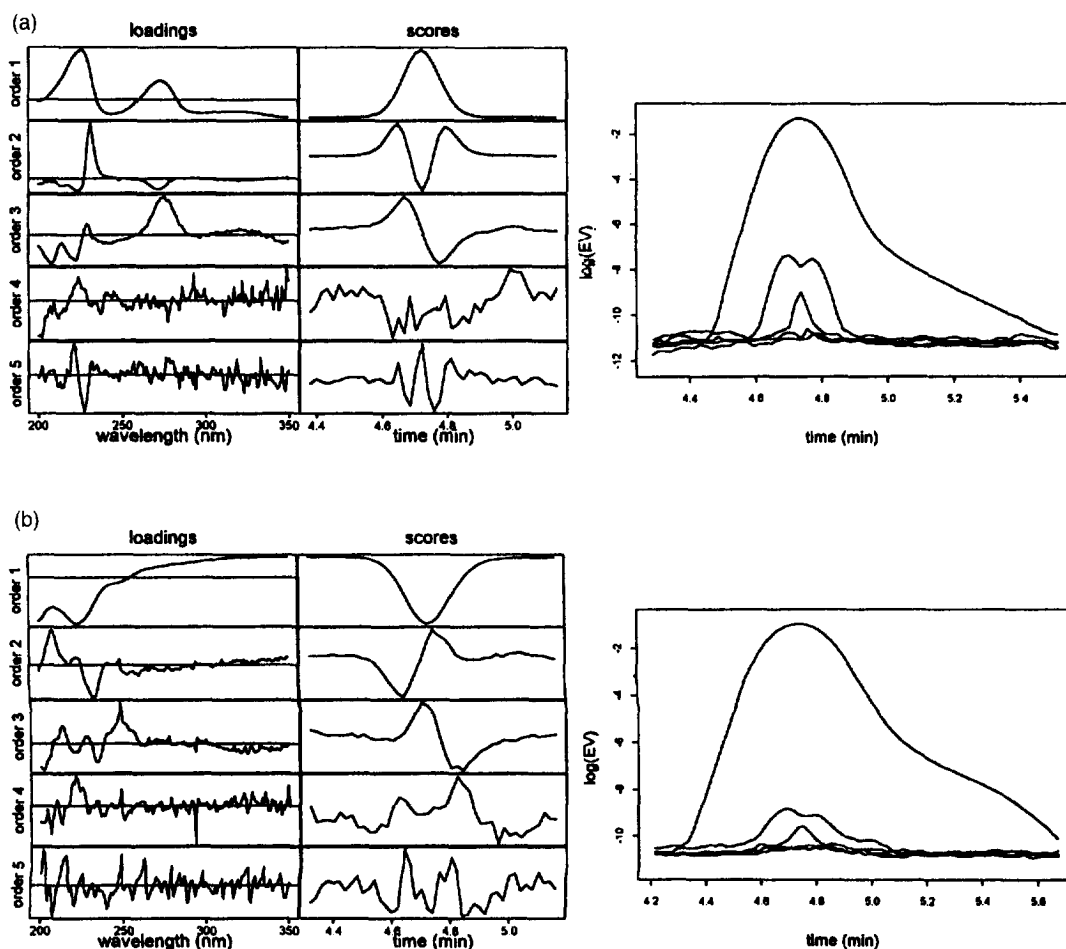 (a)
loadings
scores
order 1
order 2
order 3
order 4
order 5
200 250 300 350
wavelength (nm)
4.4 4.6 4.8 5.0
time (min)
log(EV)
-2
-4
-6
-8
-10
-12
4.4 4.6 4.8 5.0 5.2 5.4
time (min)
(b)
loadings
scores
order 1
order 2
order 3
order 4
order 5
200 250 300 350
wavelength (nm)
4.4 4.6 4.8 5.0
time (min)
log(EV)
-2
-4
-6
-8
-10
4.2 4.4 4.6 4.8 5.0 5.2 5.4 5.6
time (min)